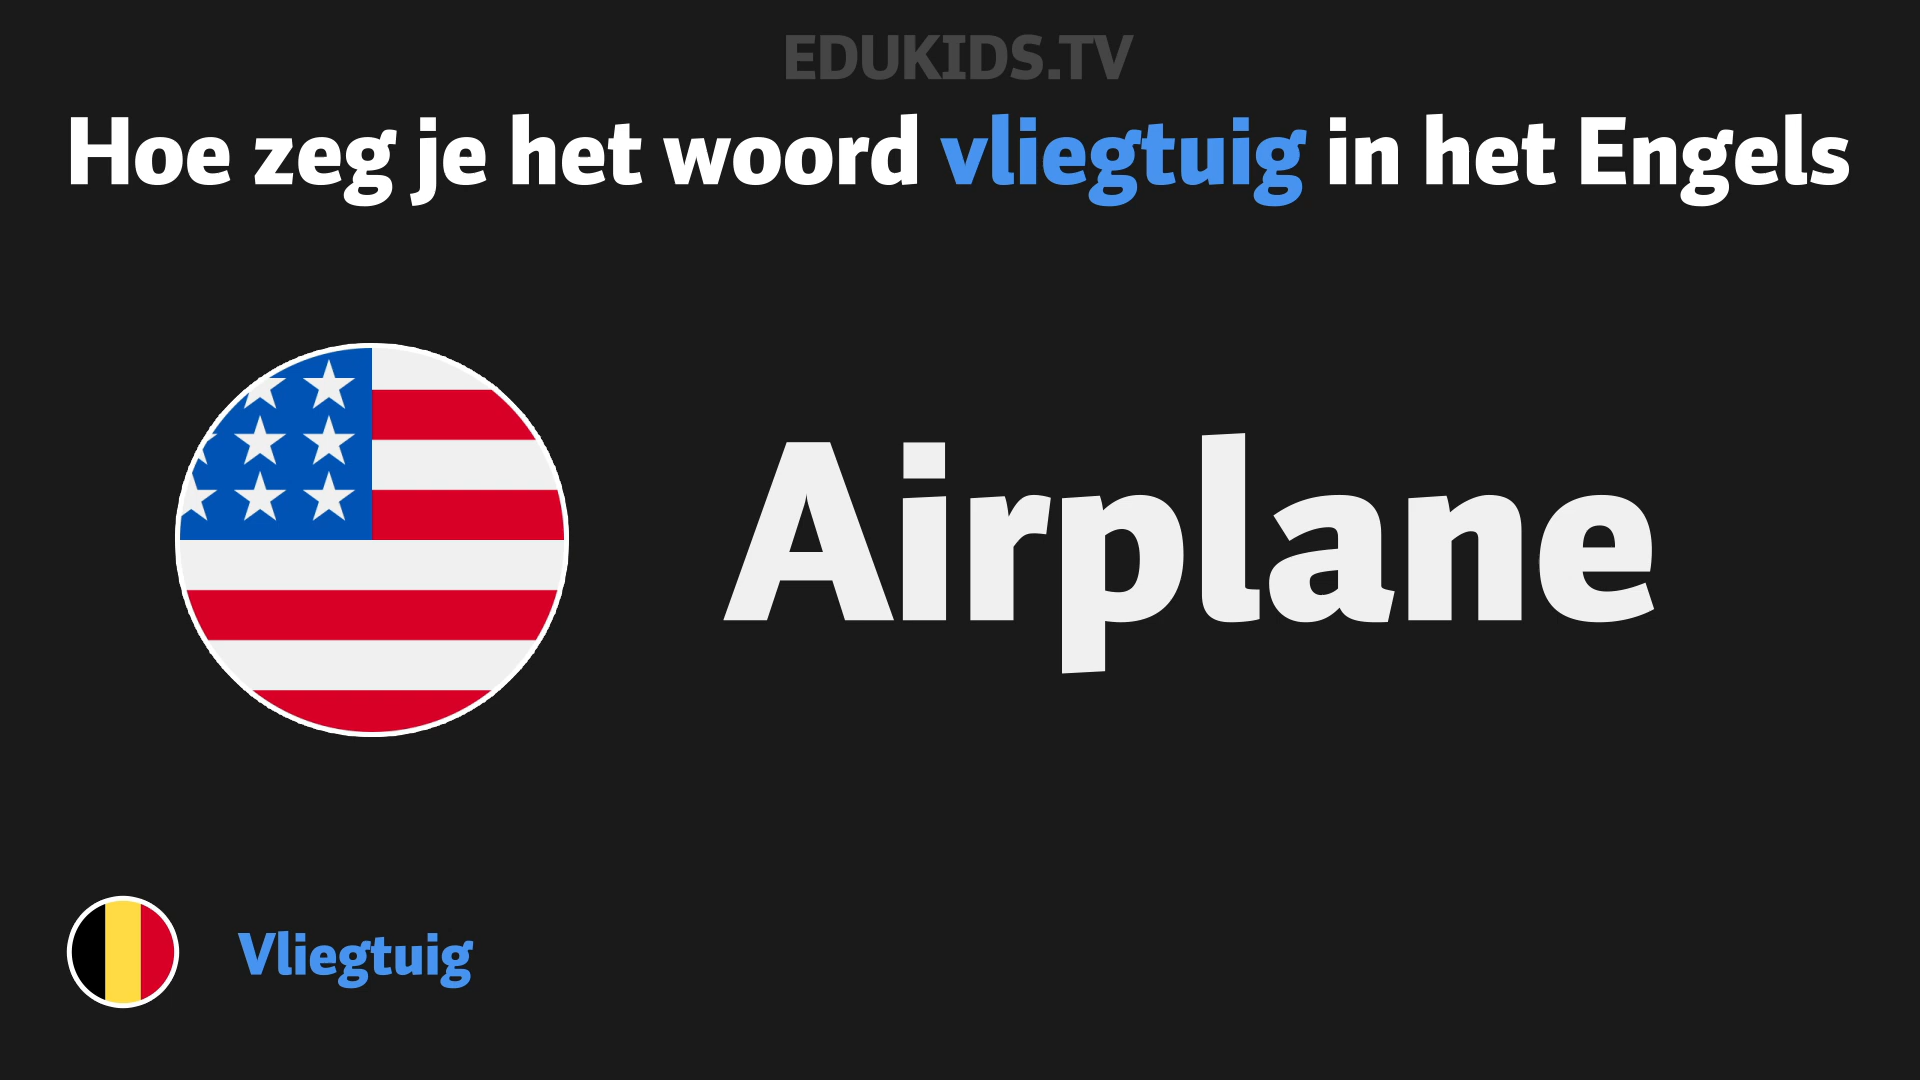 EDUKIDS.TV
Hoe zeg je het woord vliegtuig in het Engels
Airplane
Vliegtuig